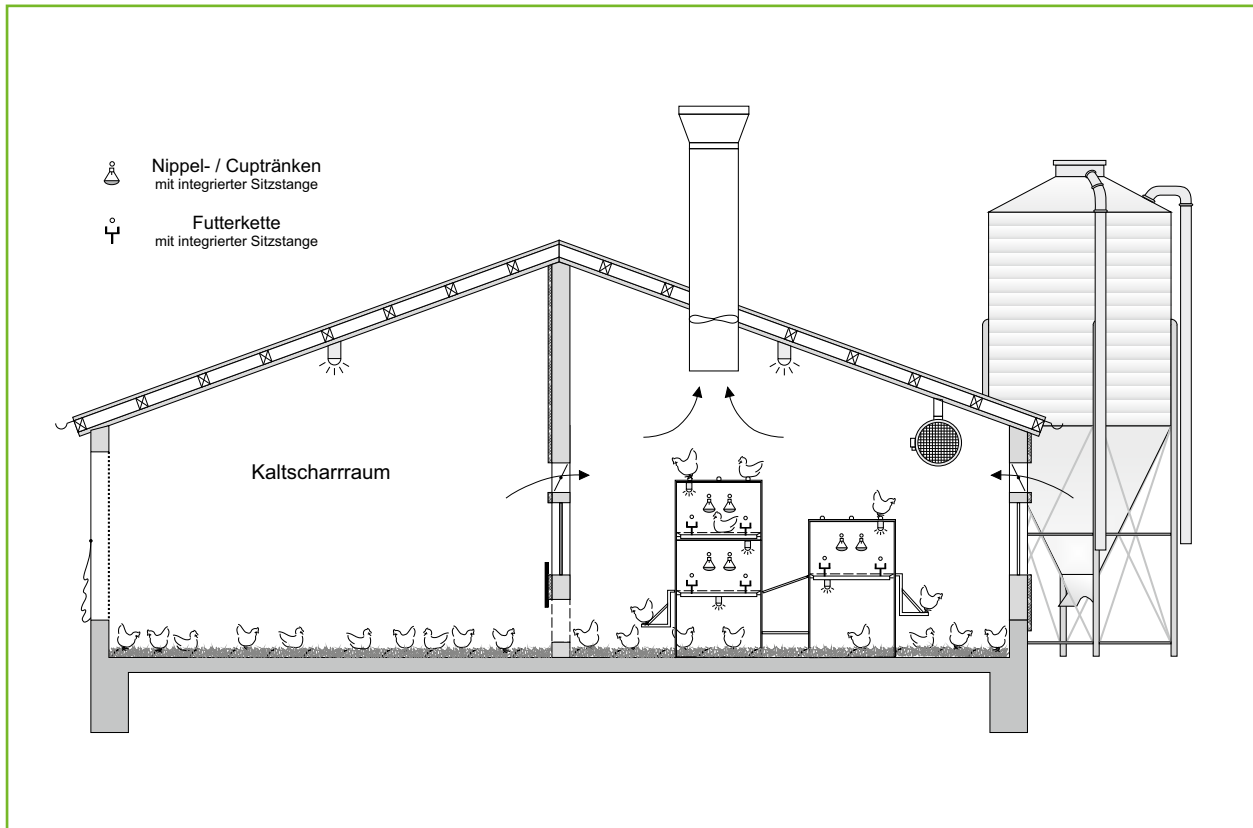 Nippel- / Cuptränken
mit integrierter Sitzstange
Futterkette
mit integrierter Sitzstange
Kaltscharrraum